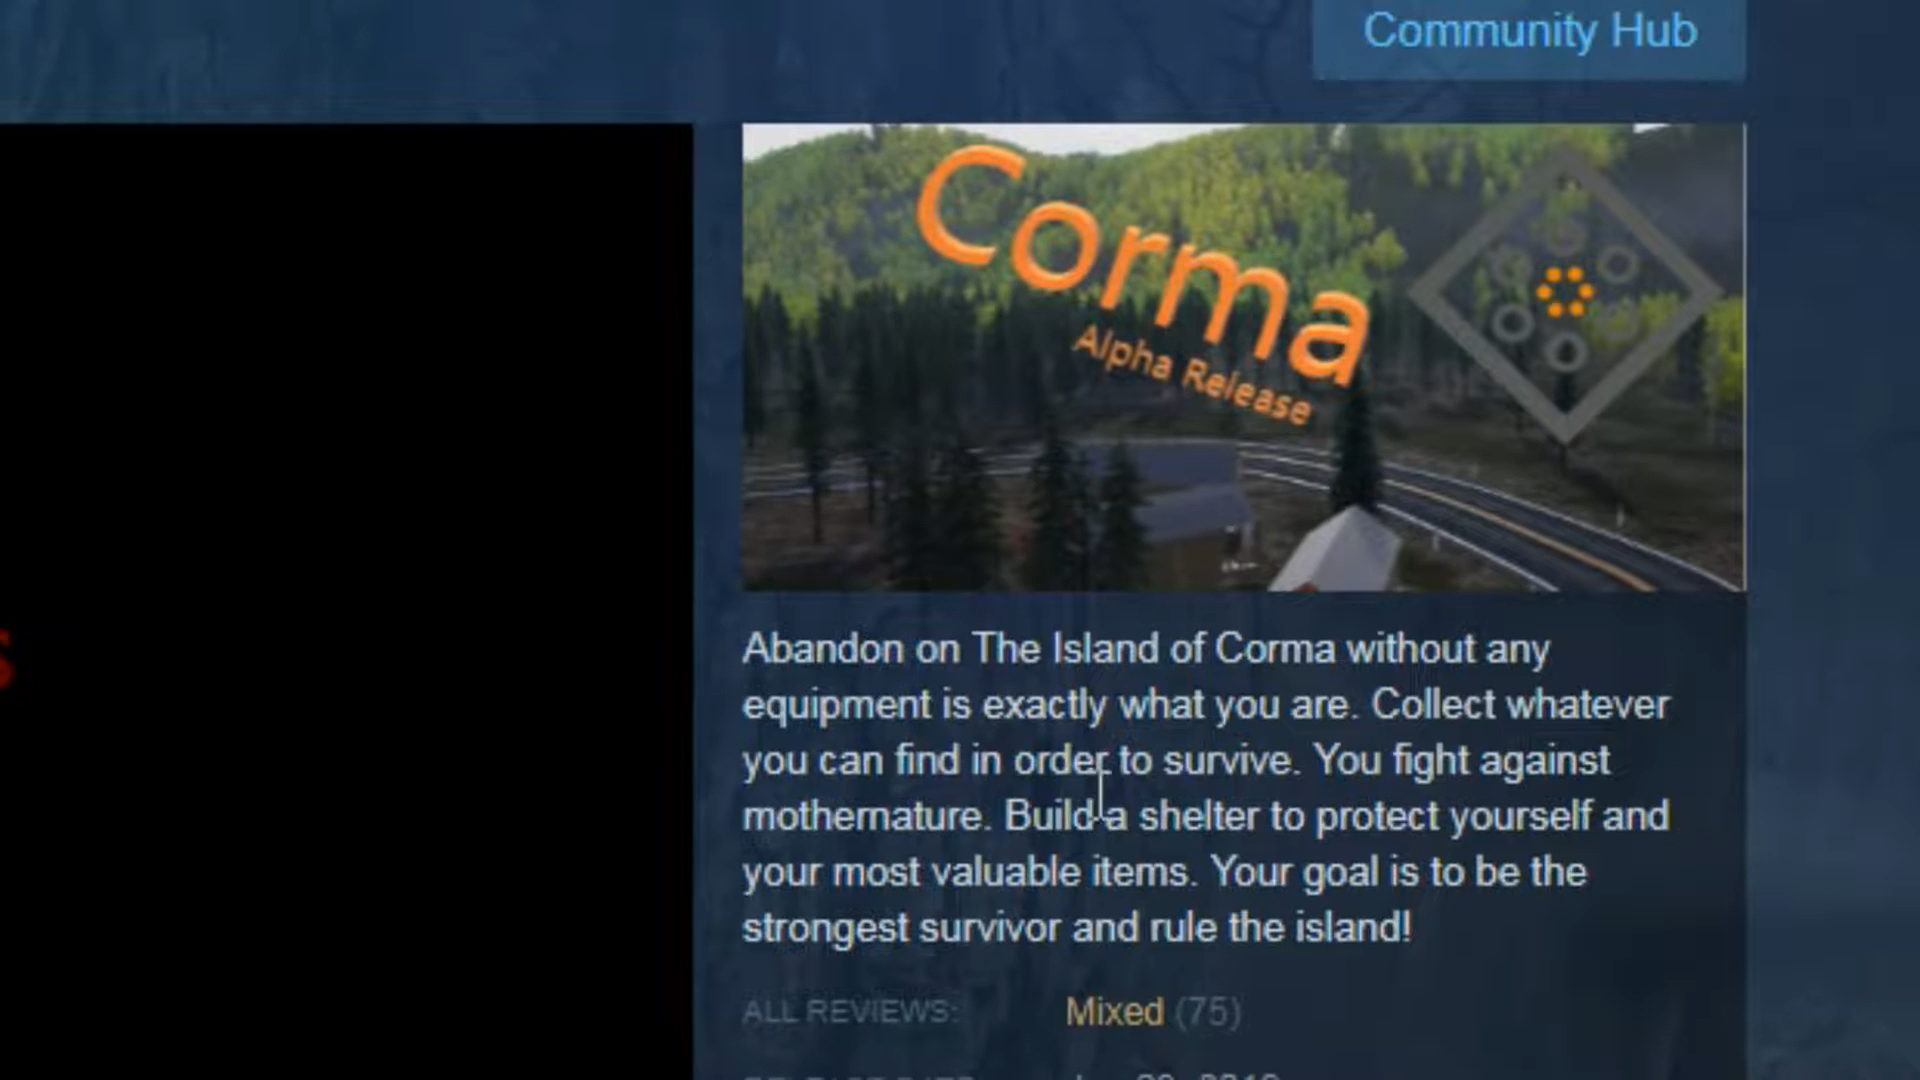 Community Hub
Corma
Alpha Release
Abandon on The Island of Corma without any
equipment is exactly what you are. Collect whatever
you can find in order to survive. You fight against
mothernature. Build a shelter to protect yourself and
your most valuable items. Your goal is to be the
strongest survivor and rule the island!
ALL REVIEWS: Mixed (75)